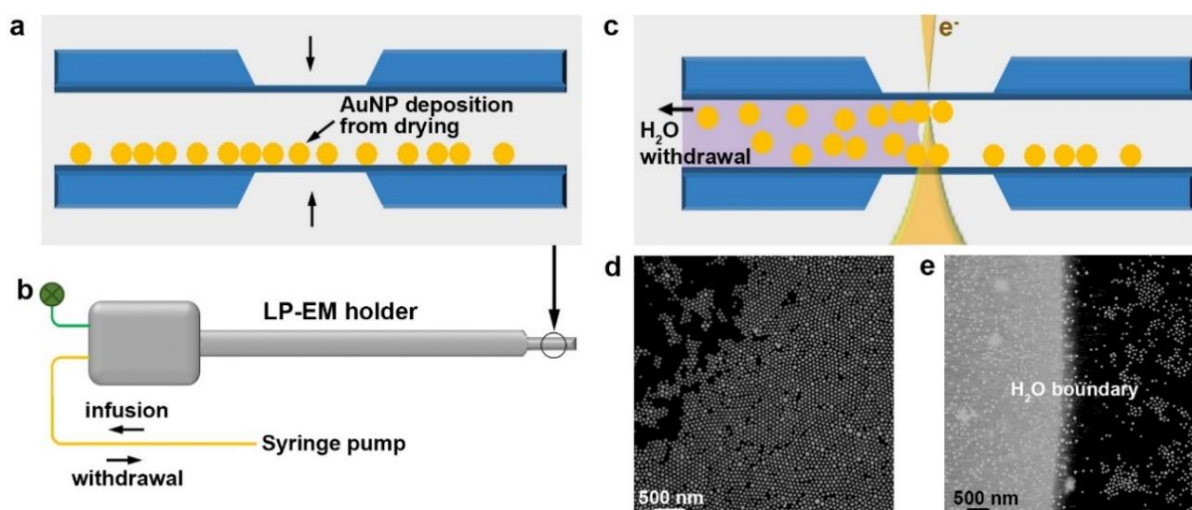 a
AuNP deposition
from drying
b
LP-EM holder
infusion
Syringe pump
withdrawal
c
e⁻
H₂O
withdrawal
d
500 nm
e
H₂O boundary
500 nm